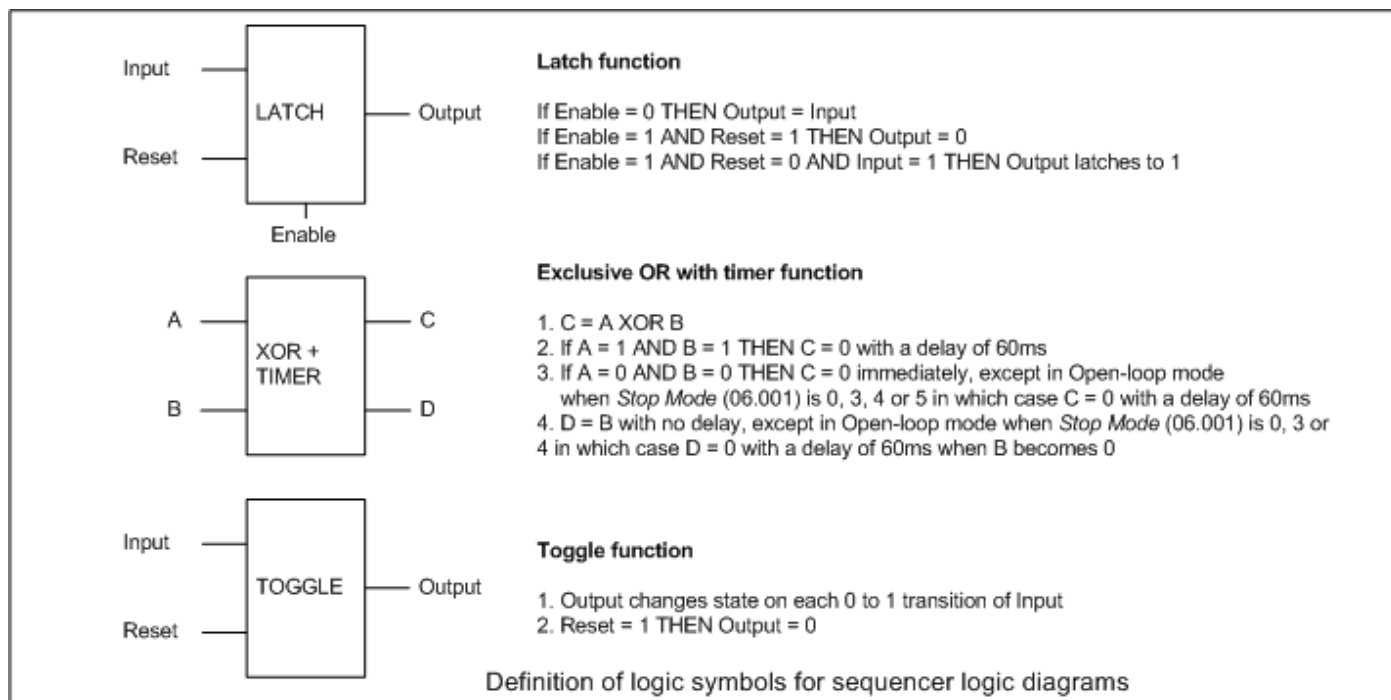 Input
Reset
LATCH
Output
Enable
Latch function
If Enable = 0 THEN Output = Input
If Enable = 1 AND Reset = 1 THEN Output = 0
If Enable = 1 AND Reset = 0 AND Input = 1 THEN Output latches to 1
A
B
XOR +
TIMER
C
D
Exclusive OR with timer function
1. C = A XOR B
2. If A = 1 AND B = 1 THEN C = 0 with a delay of 60ms
3. If A = 0 AND B = 0 THEN C = 0 immediately, except in Open-loop mode
when Stop Mode (06.001) is 0, 3, 4 or 5 in which case C = 0 with a delay of 60ms
4. D = B with no delay, except in Open-loop mode when Stop Mode (06.001) is 0, 3 or
4 in which case D = 0 with a delay of 60ms when B becomes 0
Input
Reset
TOGGLE
Output
Toggle function
1. Output changes state on each 0 to 1 transition of Input
2. Reset = 1 THEN Output = 0
Definition of logic symbols for sequencer logic diagrams